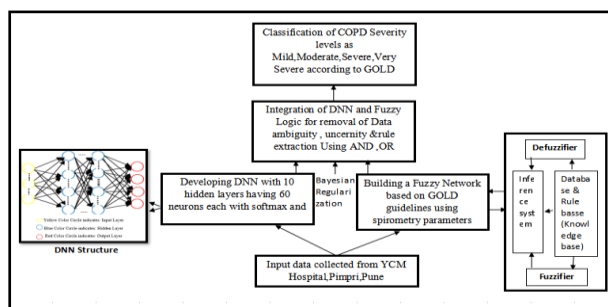 Classification of COPD Severity
levels as
Mild,Moderate,Severe,Very
Severe according to GOLD
Integration of DNN and Fuzzy
Logic for removal of Data
ambiguity , uncernity &rule
extraction Using AND ,OR
Bayesian
Regulari
zation
Developing DNN with 10
hidden layers having 60
neurons each with softmax and
Building a Fuzzy Network
based on GOLD
guidelines using
spirometry parameters
Input data collected from YCM
Hospital,Pimpri,Pune
Yellow Color Circle indicates: Input Layer
Blue Color Circle indicates: Hidden Layer
Red Color Circle indicates: Output Layer
DNN Structure
Defuzzifier
Infe
rence
syst
em
Databa
se &
Rule
basse
(Knowl
edge
base)
Fuzzifier